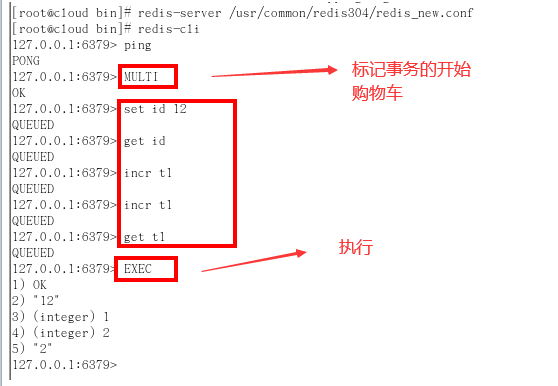 [root@cloud bin]# redis-server /usr/common/redis304/redis_new.conf
[root@cloud bin]# redis-cli
127.0.0.1:6379> ping
PONG
127.0.0.1:6379> MULTI
标记事务的开始
OK
购物车
127.0.0.1:6379> set id 12
QUEUED
127.0.0.1:6379> get id
QUEUED
127.0.0.1:6379> incr t1
QUEUED
127.0.0.1:6379> incr t1
QUEUED
127.0.0.1:6379> get t1
QUEUED
执行
127.0.0.1:6379> EXEC
1) OK
2) "12"
3) (integer) 1
4) (integer) 2
5) "2"
127.0.0.1:6379>